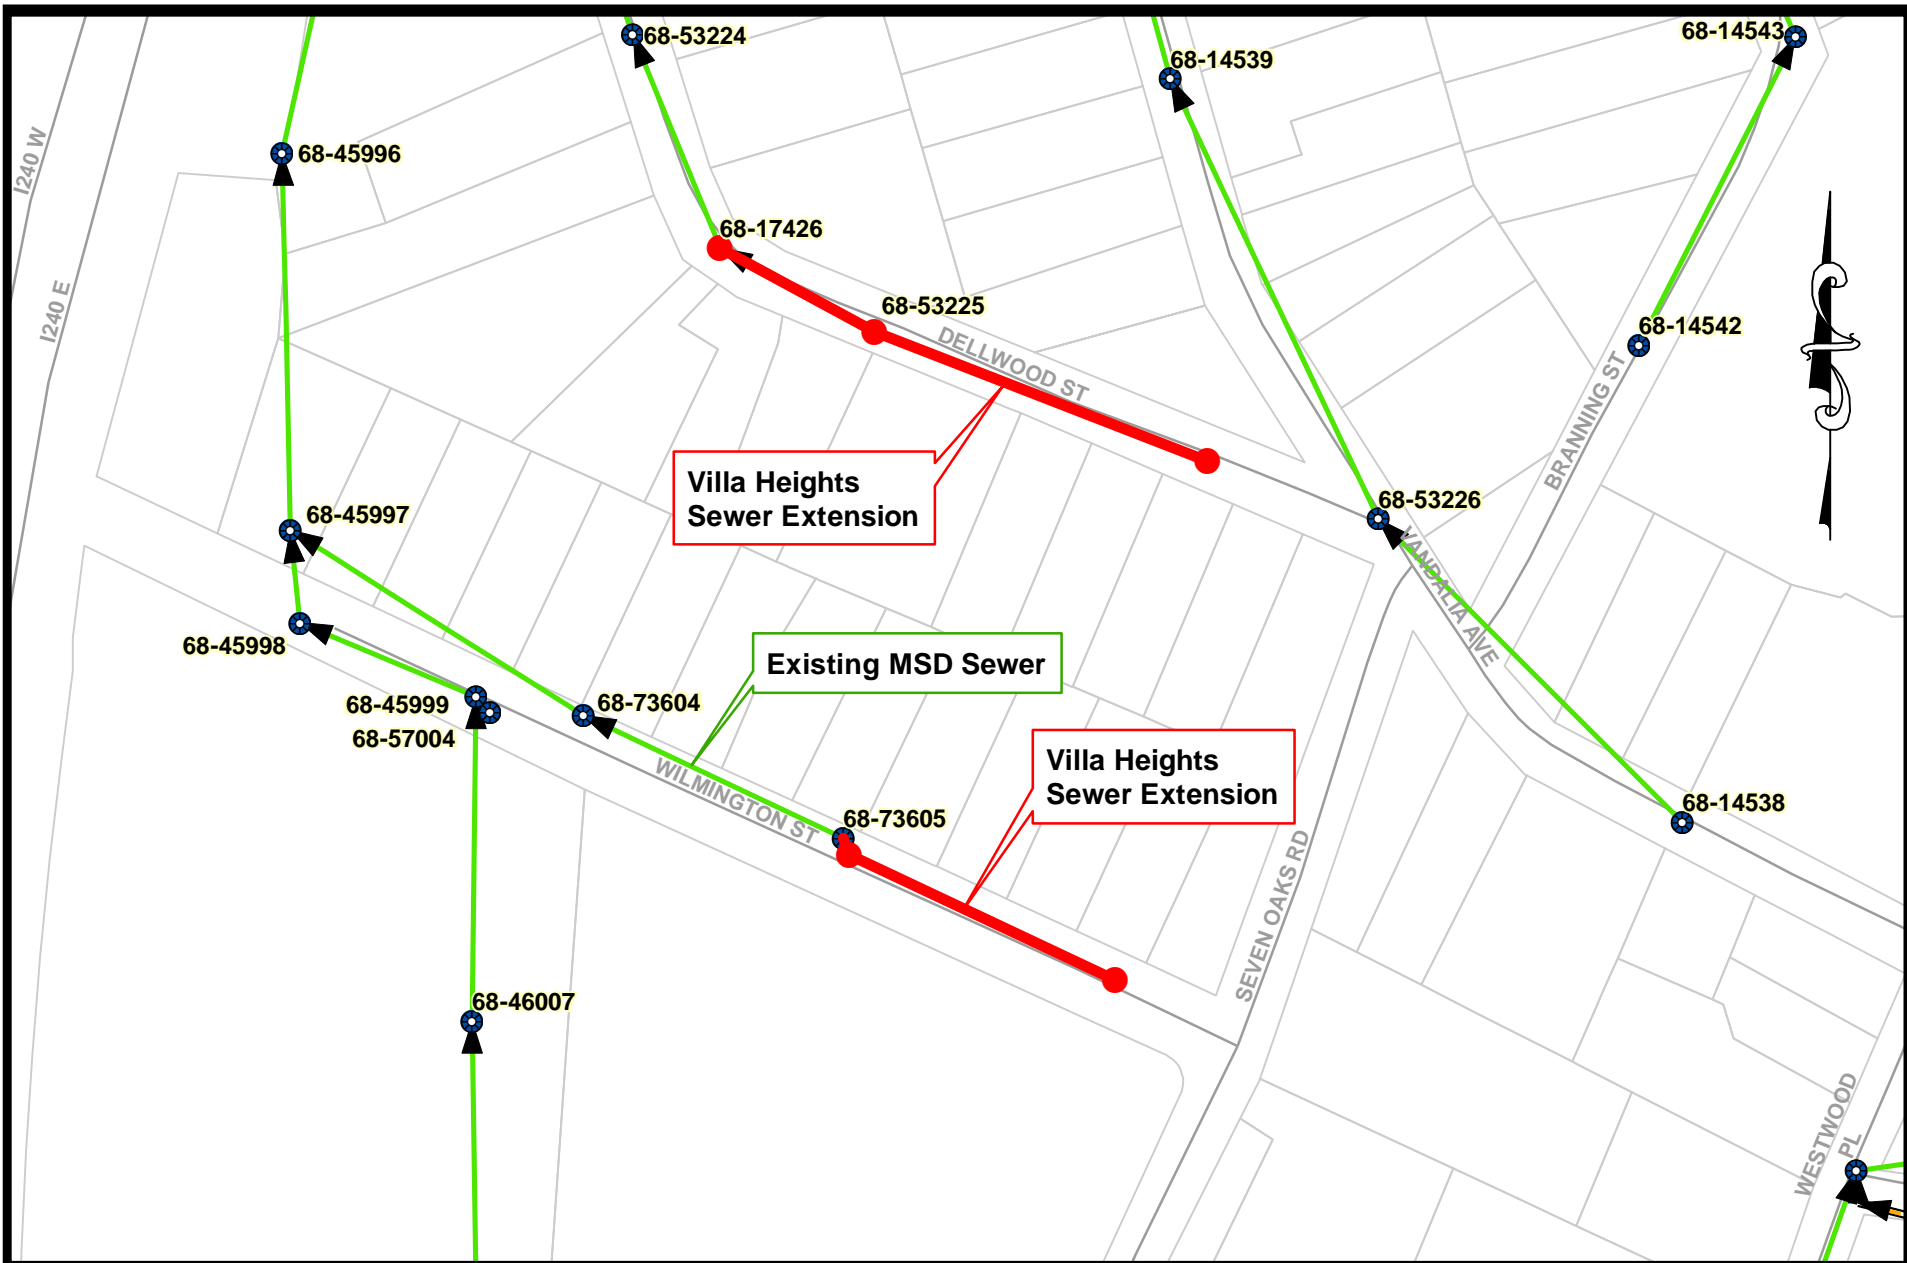 68-53224
68-14543
68-14539
I240 W
68-45996
68-17426
I240 E
68-53225
68-14542
DELLWOOD ST
BRANNING ST
Villa Heights
Sewer Extension
68-53226
68-45997
VANDALIA AVE
68-45998
Existing MSD Sewer
68-45999
68-73604
68-57004
WILMINGTON ST
Villa Heights
Sewer Extension
68-73605
68-14538
SEVEN OAKS RD
68-46007
WESTWOOD
PL